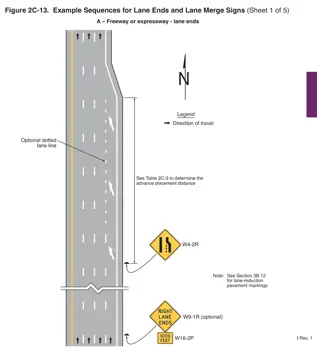 Figure 2C-13. Example Sequences for Lane Ends and Lane Merge Signs (Sheet 1 of 5)
A – Freeway or expressway - lane ends
N
Legend
Direction of travel
Optional dotted
lane line
See Table 2C-3 to determine the
advance placement distance
W4-2R
Note: See Section 3B.12
for lane-reduction
pavement markings
RIGHT
LANE
ENDS
W9-1R (optional)
1000
FEET
W16-2P
Rev. 1